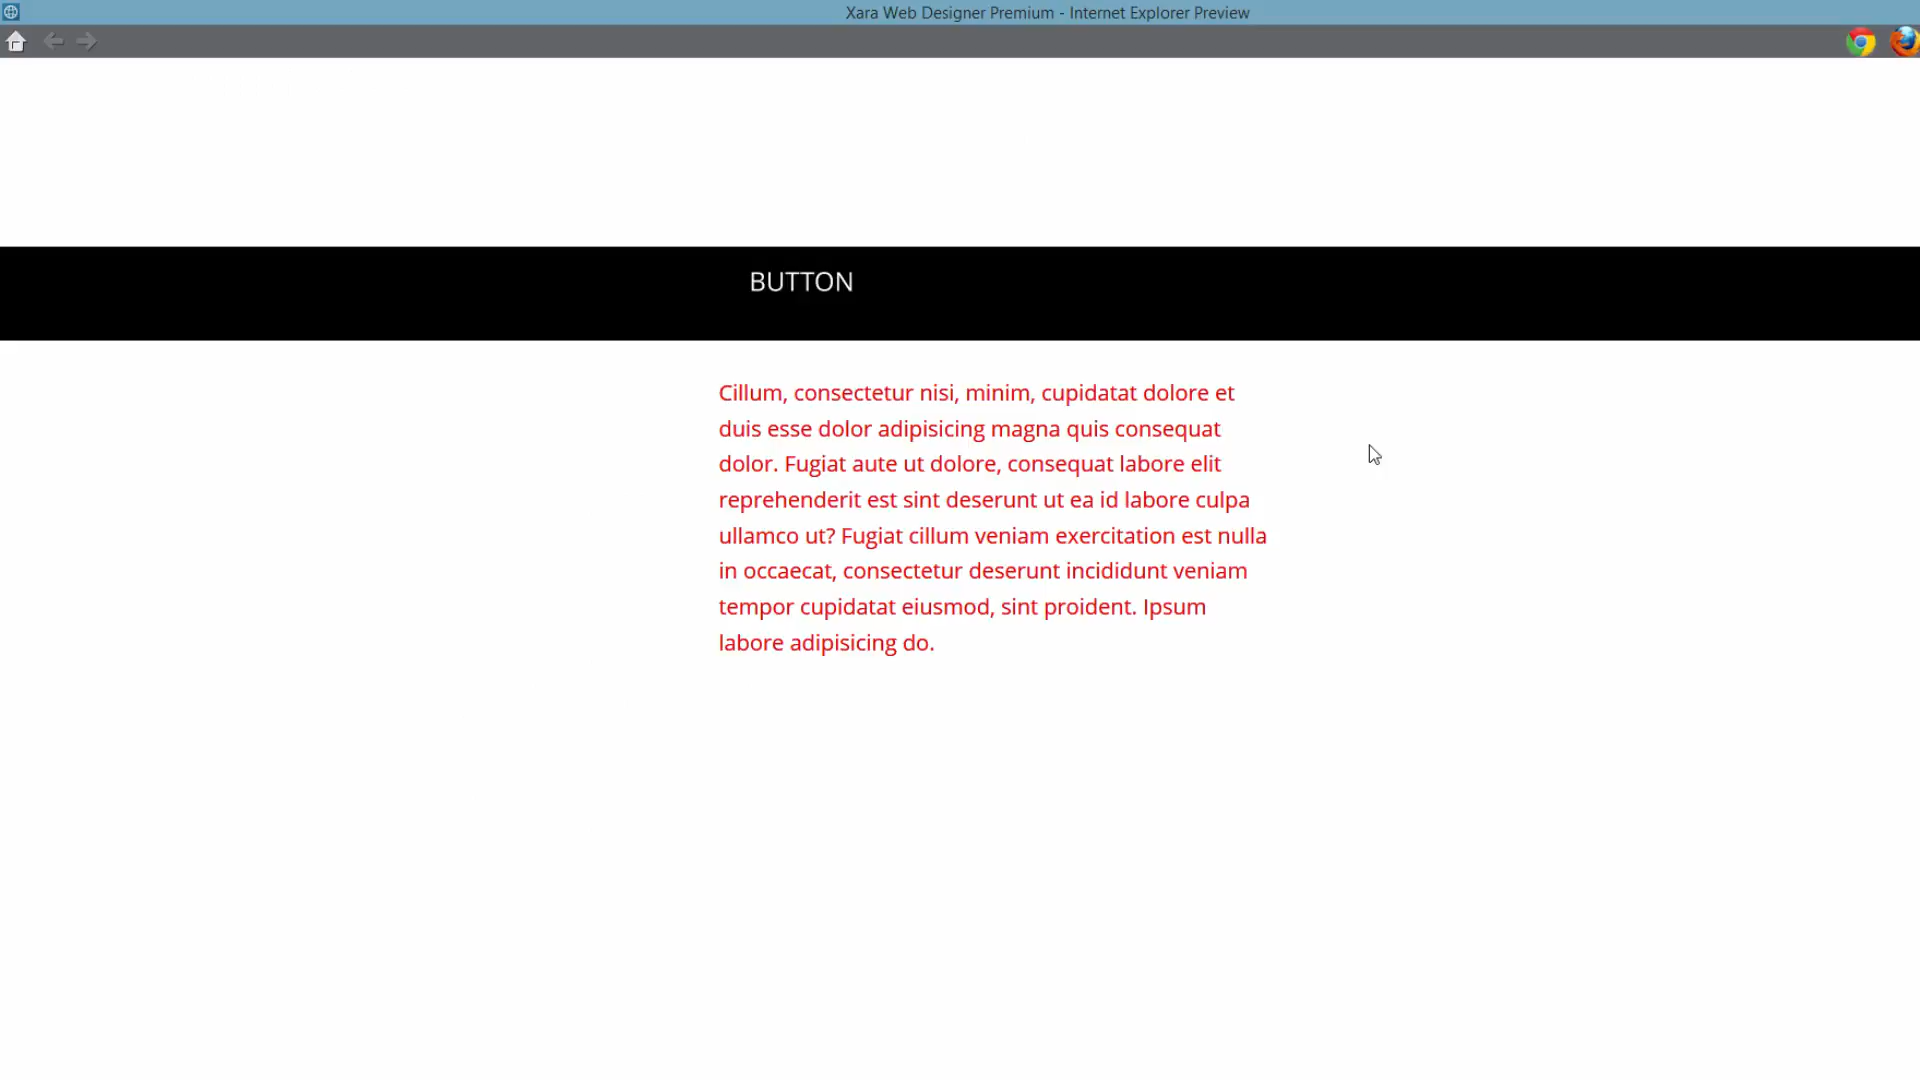 Xara Web Designer Premium - Internet Explorer Preview
BUTTON
Cillum, consectetur nisi, minim, cupidatat dolore et
duis esse dolor adipisicing magna quis consequat
dolor. Fugiat aute ut dolore, consequat labore elit
reprehenderit est sint deserunt ut ea id labore culpa
ullamco ut? Fugiat cillum veniam exercitation est nulla
in occaecat, consectetur deserunt incididunt veniam
tempor cupidatat eiusmod, sint proident. Ipsum
labore adipisicing do.